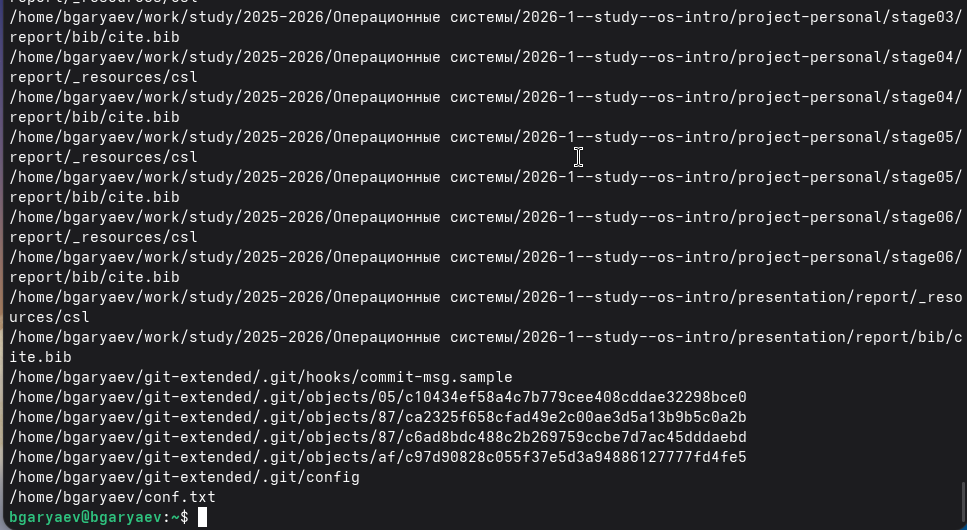 /home/bgaryaev/work/study/2025-2026/Операционные системы/2026-1--study--os-intro/project-personal/stage03/
report/bib/cite.bib
/home/bgaryaev/work/study/2025-2026/Операционные системы/2026-1--study--os-intro/project-personal/stage04/
report/_resources/csl
/home/bgaryaev/work/study/2025-2026/Операционные системы/2026-1--study--os-intro/project-personal/stage04/
report/bib/cite.bib
/home/bgaryaev/work/study/2025-2026/Операционные системы/2026-1--study--os-intro/project-personal/stage05/
report/_resources/csl
/home/bgaryaev/work/study/2025-2026/Операционные системы/2026-1--study--os-intro/project-personal/stage05/
report/bib/cite.bib
/home/bgaryaev/work/study/2025-2026/Операционные системы/2026-1--study--os-intro/project-personal/stage06/
report/_resources/csl
/home/bgaryaev/work/study/2025-2026/Операционные системы/2026-1--study--os-intro/project-personal/stage06/
report/bib/cite.bib
/home/bgaryaev/work/study/2025-2026/Операционные системы/2026-1--study--os-intro/presentation/report/_reso
urces/csl
/home/bgaryaev/work/study/2025-2026/Операционные системы/2026-1--study--os-intro/presentation/report/bib/c
ite.bib
/home/bgaryaev/git-extended/.git/hooks/commit-msg.sample
/home/bgaryaev/git-extended/.git/objects/05/c10434ef58a4c7b779cee408cddae32298bce0
/home/bgaryaev/git-extended/.git/objects/87/ca2325f658cfad49e2c00ae3d5a13b9b5c0a2b
/home/bgaryaev/git-extended/.git/objects/87/c6ad8bdc488c2b269759ccbe7d7ac45dddaebd
/home/bgaryaev/git-extended/.git/objects/af/c97d90828c055f37e5d3a94886127777fd4fe5
/home/bgaryaev/git-extended/.git/config
/home/bgaryaev/conf.txt
bgaryaev@bgaryaev:~$